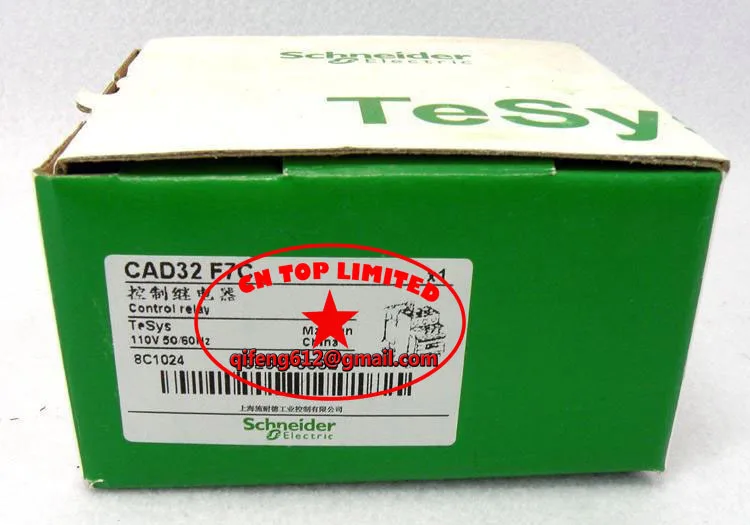 Schneider
Electric
TeSy
CAD32 F7C
x1
控制继电器
Control relay
TeSys
110V 50/60Hz
in
China
8C1024
CN TOP LIMITED
qifeng612@gmail.com
上海施耐德工业控制有限公司
Schneider
Electric